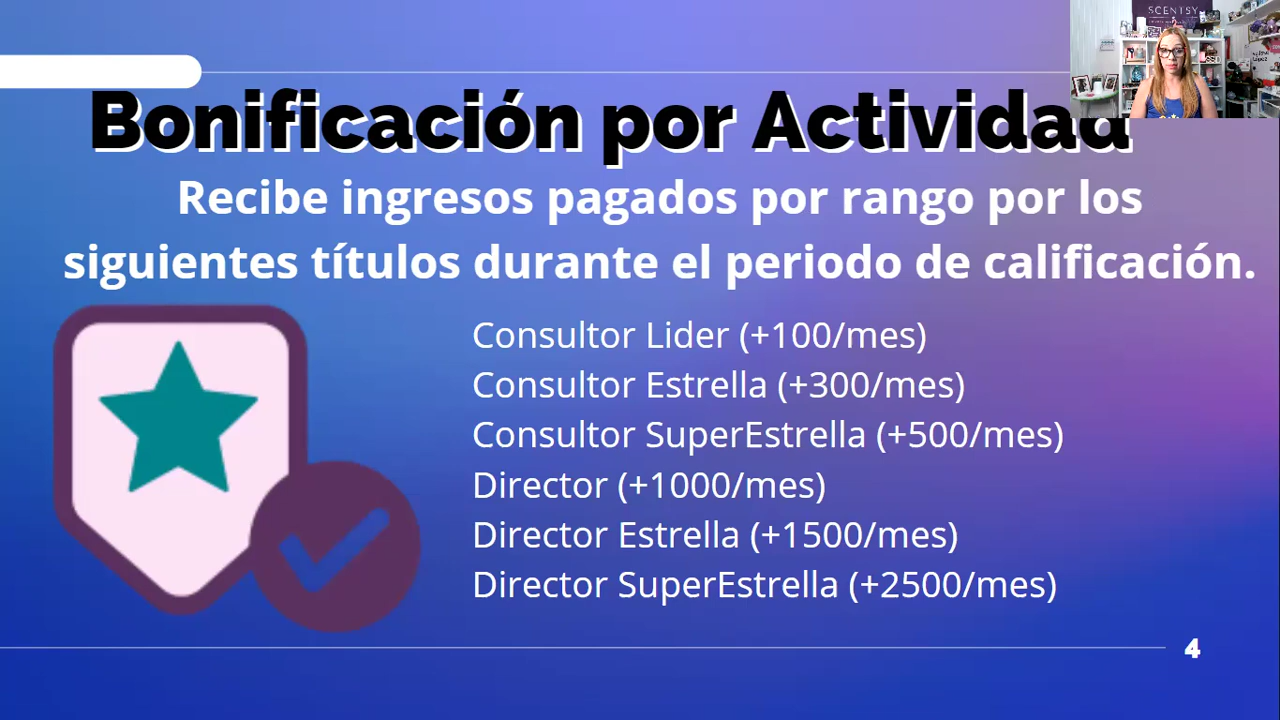 SCENTSY
Bonificación por Actividad
Recibe ingresos pagados por rango por los
siguientes títulos durante el periodo de calificación.
Consultor Lider (+100/mes)
Consultor Estrella (+300/mes)
Consultor SuperEstrella (+500/mes)
Director (+1000/mes)
Director Estrella (+1500/mes)
Director SuperEstrella (+2500/mes)
4